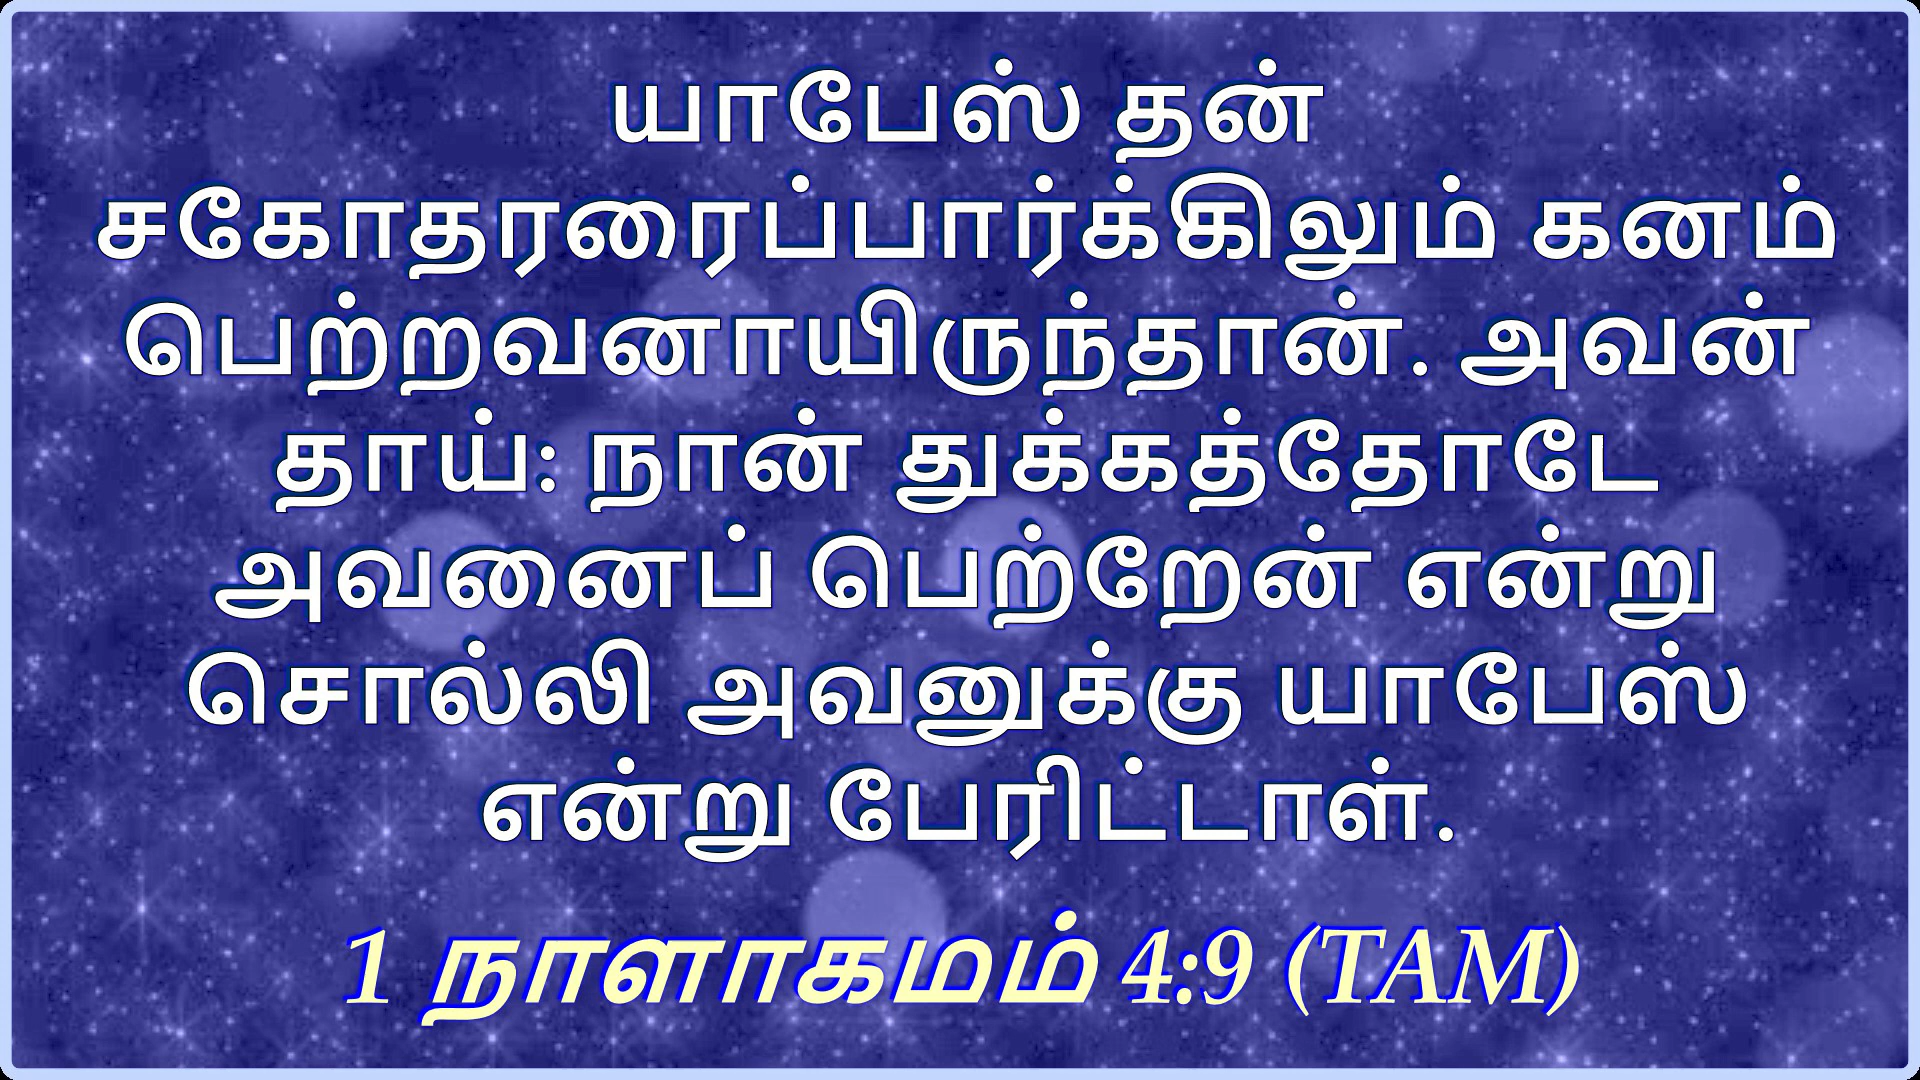 யாபேஸ் தன்
சகோதரரைப்பார்க்கிலும் கனம்
பெற்றவனாயிருந்தான். அவன்
தாய்: நான் துக்கத்தோடே
அவனைப் பெற்றேன் என்று
சொல்லி அவனுக்கு யாபேஸ்
என்று பேரிட்டாள்.
1 நாளாகமம் 4:9 (TAM)